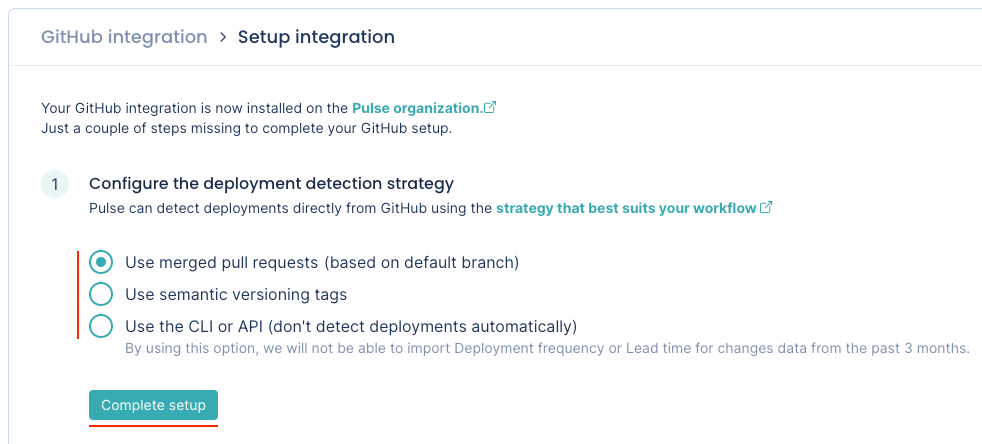 GitHub integration > Setup integration
Your GitHub integration is now installed on the Pulse organization.
Just a couple of steps missing to complete your GitHub setup.
1 Configure the deployment detection strategy
Pulse can detect deployments directly from GitHub using the strategy that best suits your workflow
Use merged pull requests (based on default branch)
Use semantic versioning tags
Use the CLI or API (don't detect deployments automatically)
By using this option, we will not be able to import Deployment frequency or Lead time for changes data from the past 3 months.
Complete setup